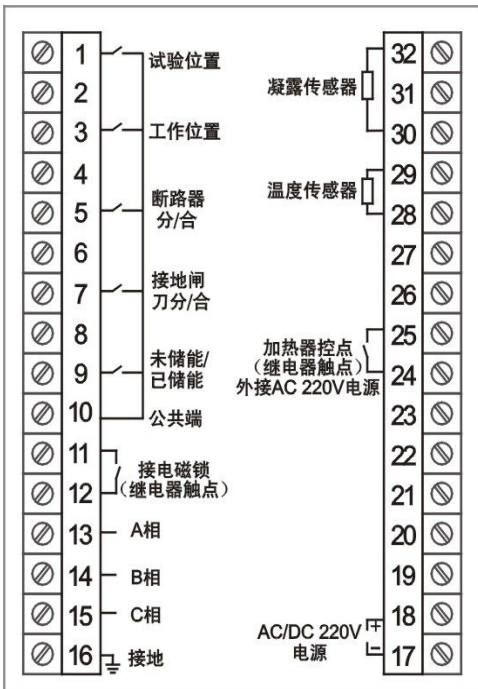 1
试验位置
2
3
工作位置
4
5
断路器
分/合
6
7
接地闸
刀分/合
8
9
未储能/
已储能
10
公共端
11
接电磁锁
(继电器触点)
12
13
A相
14
B相
15
C相
16
接地
32
凝露传感器
31
30
29
温度传感器
28
27
26
25
加热器控点
(继电器触点)
外接AC 220V电源
24
23
22
21
20
19
18
+
AC/DC 220V
电源
-
17